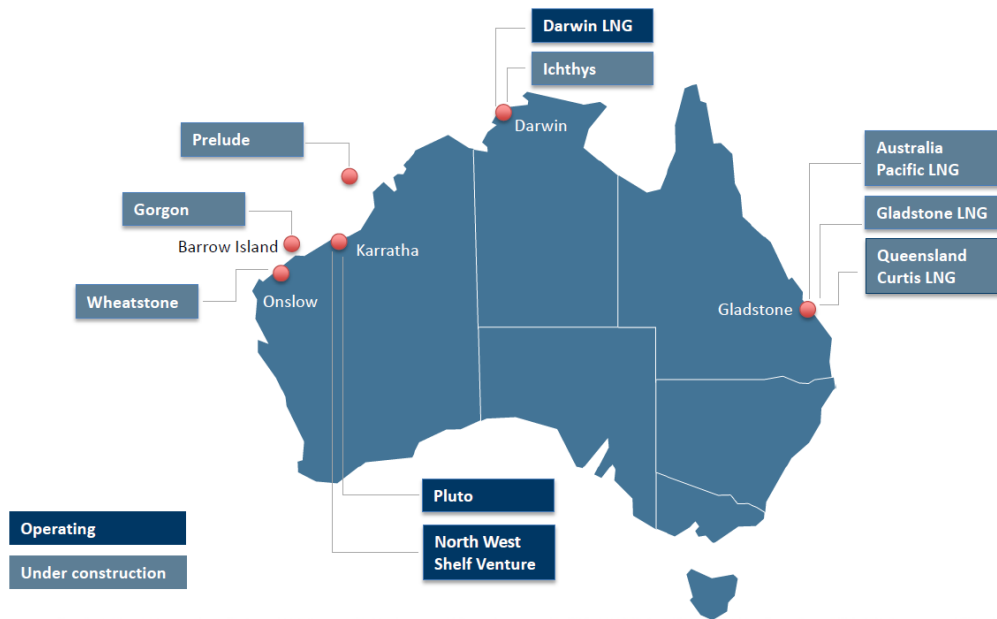 Darwin LNG
Ichthys
Darwin
Prelude
Australia
Pacific LNG
Gorgon
Gladstone LNG
Barrow Island
Karratha
Queensland
Curtis LNG
Wheatstone
Onslow
Gladstone
Pluto
North West
Shelf Venture
Operating
Under construction